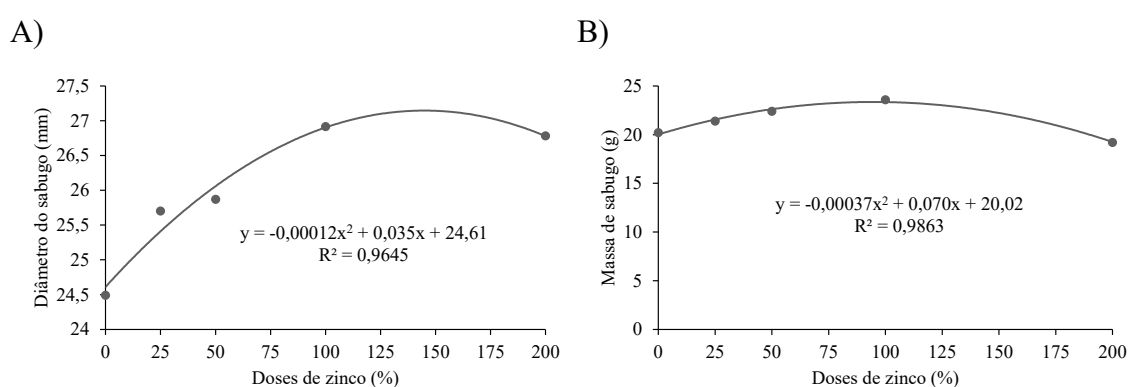 A)
B)
27,5
27
26,5
26
25,5
25
24,5
24
Diâmetro do sabugo (mm)
y = -0,00012x² + 0,035x + 24,61
R² = 0,9645
0 25 50 75 100 125 150 175 200
Doses de zinco (%)
25
20
15
10
5
0
Massa de sabugo (g)
y = -0,00037x² + 0,070x + 20,02
R² = 0,9863
0 25 50 75 100 125 150 175 200
Doses de zinco (%)